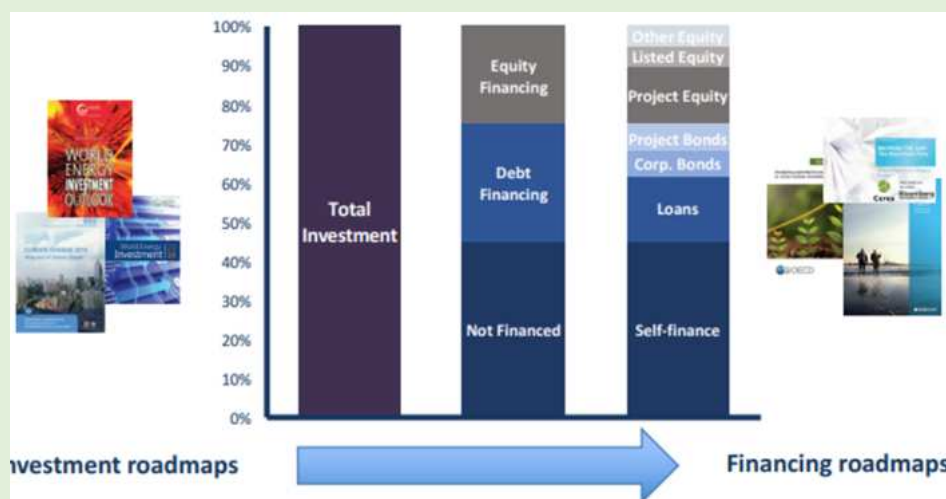 100%
90%
80%
70%
60%
50%
40%
30%
20%
10%
0%
Total
Investment
Equity
Financing
Debt
Financing
Not Financed
Other Equity
Listed Equity
Project Equity
Project Bonds
Corp. Bonds
Loans
Self-finance
WORLD
ENERGY
INVESTMENT
OUTLOOK
World Energy
Investment
Ceres
Bloomberg
OECD
nvestment roadmaps
Financing roadmaps